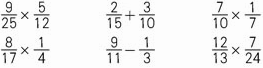 9/25 × 5/12 2/15 + 3/10 7/10 × 1/7
8/17 × 1/4 9/11 − 1/3 12/13 × 7/24